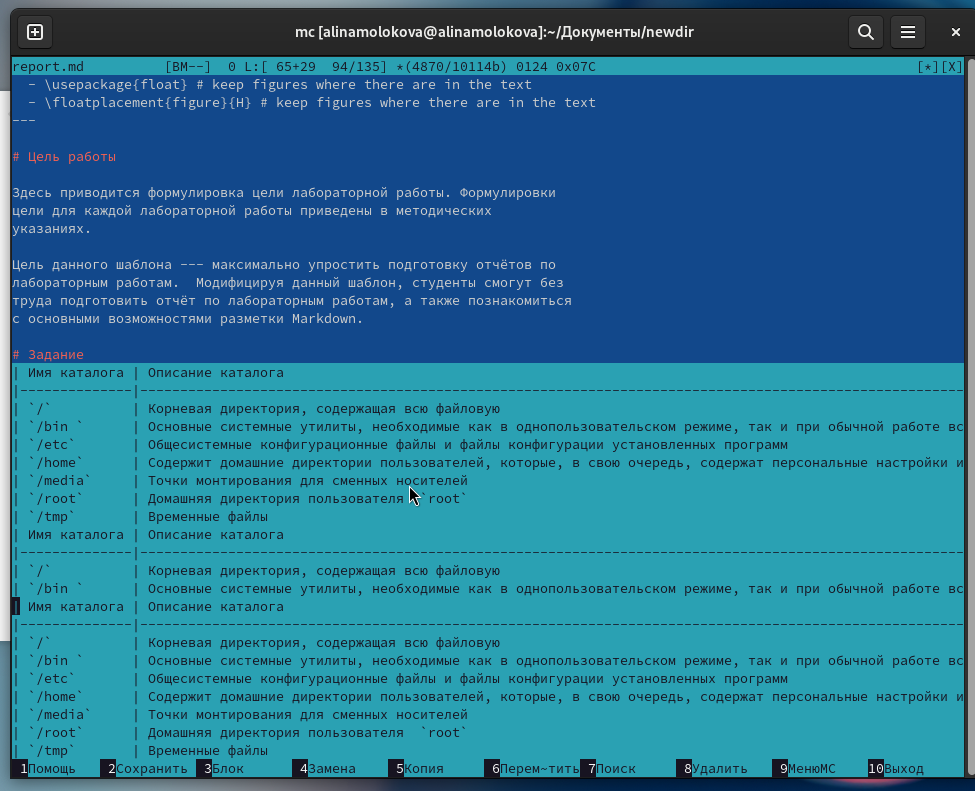 mc [alinamolokova@alinamolokova]:~/Документы/newdir
report.md [BM--] 0 L:[ 65+29 94/135] *(4870/10114b) 0124 0x07C [*][X]
- \usepackage{float} # keep figures where there are in the text
- \floatplacement{figure}{H} # keep figures where there are in the text
---
# Цель работы
Здесь приводится формулировка цели лабораторной работы. Формулировки
цели для каждой лабораторной работы приведены в методических
указаниях.
Цель данного шаблона --- максимально упростить подготовку отчётов по
лабораторным работам.  Модифицируя данный шаблон, студенты смогут без
труда подготовить отчёт по лабораторным работам, а также познакомиться
с основными возможностями разметки Markdown.
# Задание
| Имя каталога | Описание каталога
|--------------|-------------------------------------------------------------------------------------------------------
| `/`          | Корневая директория, содержащая всю файловую
| `/bin `      | Основные системные утилиты, необходимые как в однопользовательском режиме, так и при обычной работе вс
| `/etc`       | Общесистемные конфигурационные файлы и файлы конфигурации установленных программ
| `/home`      | Содержит домашние директории пользователей, которые, в свою очередь, содержат персональные настройки и
| `/media`     | Точки монтирования для сменных носителей
| `/root`      | Домашняя директория пользователя  `root`
| `/tmp`       | Временные файлы
| Имя каталога | Описание каталога
|--------------|-------------------------------------------------------------------------------------------------------
| `/`          | Корневая директория, содержащая всю файловую
| `/bin `      | Основные системные утилиты, необходимые как в однопользовательском режиме, так и при обычной работе вс
| Имя каталога | Описание каталога
|--------------|-------------------------------------------------------------------------------------------------------
| `/`          | Корневая директория, содержащая всю файловую
| `/bin `      | Основные системные утилиты, необходимые как в однопользовательском режиме, так и при обычной работе вс
| `/etc`       | Общесистемные конфигурационные файлы и файлы конфигурации установленных программ
| `/home`      | Содержит домашние директории пользователей, которые, в свою очередь, содержат персональные настройки и
| `/media`     | Точки монтирования для сменных носителей
| `/root`      | Домашняя директория пользователя  `root`
| `/tmp`       | Временные файлы
1Помощь 2Сохранить 3Блок 4Замена 5Копия 6Перем~тить 7Поиск 8Удалить 9МенюMC 10Выход